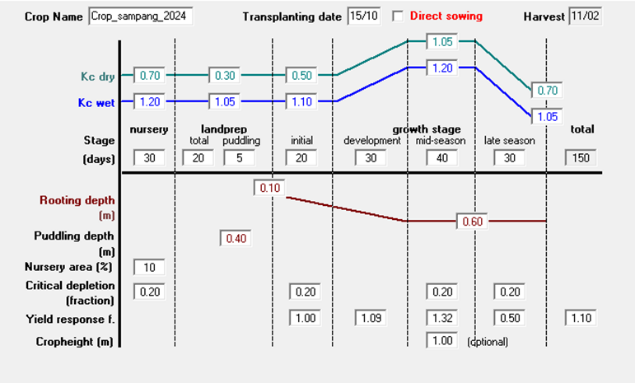 Crop Name Crop_sampang_2024 Transplanting date 15/10 Direct sowing Harvest 11/02
1.05
Kc dry 0.70 0.30 0.50 0.70
1.20
Kc wet 1.20 1.05 1.10 1.05
nursery landprep growth stage total
Stage total puddling initial development mid-season late season
(days) 30 20 5 20 30 40 30 150
0.10
Rooting depth
(m) 0.60
Puddling depth 0.40
(m)
Nursery area (%) 10
Critical depletion 0.20 0.20 0.20 0.20
(fraction)
Yield response f. 1.00 1.09 1.32 0.50 1.10
Cropheight (m) 1.00 (optional)